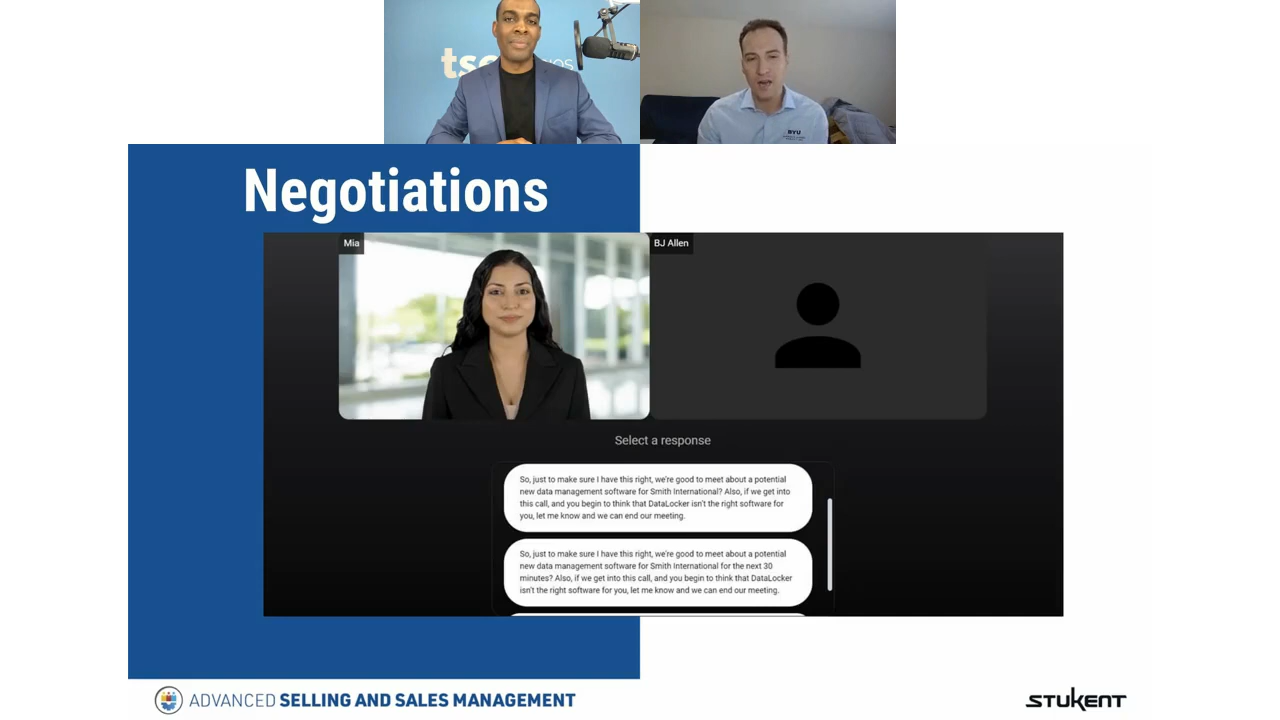 BYU
Negotiations
Mia
BJ Allen
Select a response
So, just to make sure I have this right, we're good to meet about a potential
new data management software for Smith International? Also, if we get into
this call, and you begin to think that DataLocker isn't the right software for
you, let me know and we can end our meeting.
So, just to make sure I have this right, we're good to meet about a potential
new data management software for Smith International for the next 30
minutes? Also, if we get into this call, and you begin to think that DataLocker
isn't the right software for you, let me know and we can end our meeting.
ADVANCED SELLING AND SALES MANAGEMENT
STUKENT